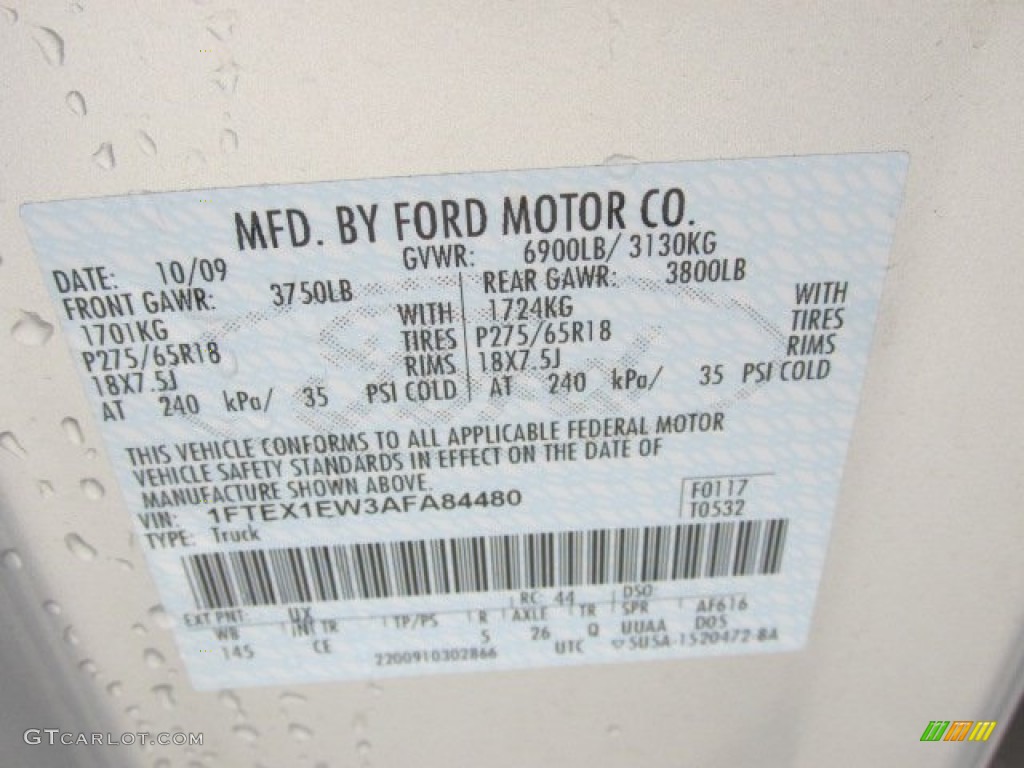 MFD. BY FORD MOTOR CO.
DATE: 10/09 GVWR: 6900LB/ 3130KG
FRONT GAWR: 3750LB REAR GAWR: 3800LB
1701KG WITH 1724KG WITH
P275/65R18 TIRES P275/65R18 TIRES
18X7.5J RIMS 18X7.5J RIMS
AT 240 kPa/ 35 PSI COLD AT 240 kPa/ 35 PSI COLD
THIS VEHICLE CONFORMS TO ALL APPLICABLE FEDERAL MOTOR
VEHICLE SAFETY STANDARDS IN EFFECT ON THE DATE OF
MANUFACTURE SHOWN ABOVE.
VIN: 1FTEX1EW3AFA84480 F0117
TYPE: Truck T0532
EXT PNT: UX RC: 44 DSO:
WB INT TR TP/PS R AXLE TR SPR AF616
145 CE 5 26 Q UUAA D05
2200910302866 UTC 5U5A-1520472-BA
GTCARLOT.COM